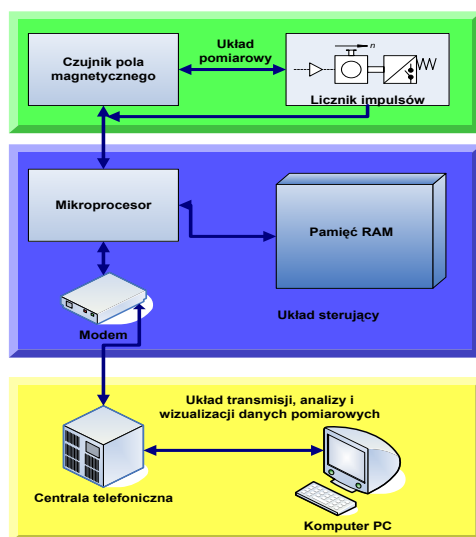 Czujnik pola
magnetycznego
Układ
pomiarowy
n
Licznik impulsów
Mikroprocesor
Pamięć RAM
Układ sterujący
Modem
Układ transmisji, analizy i
wizualizacji danych pomiarowych
Centrala telefoniczna
Komputer PC